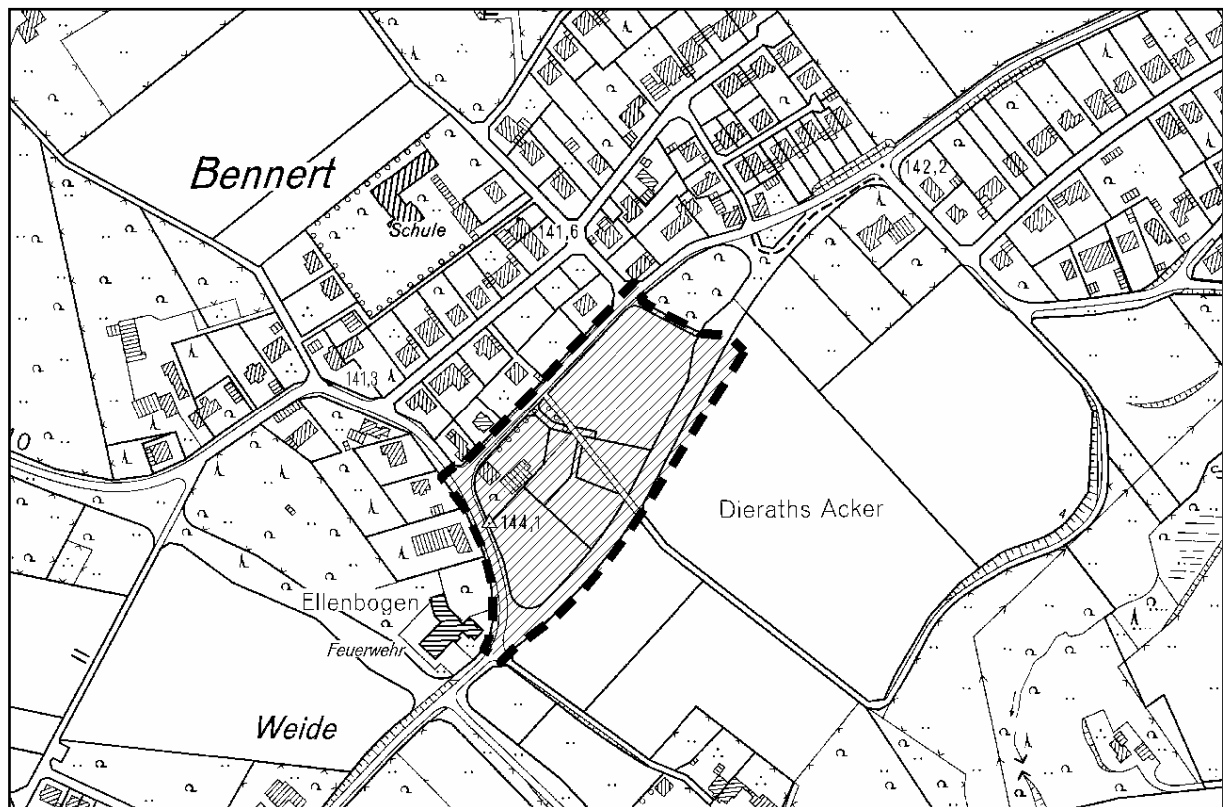 142,2
Bennert
Schule
141,6
141,3
10
Dieraths Acker
144,1
Ellenbogen
Feuerwehr
Weide